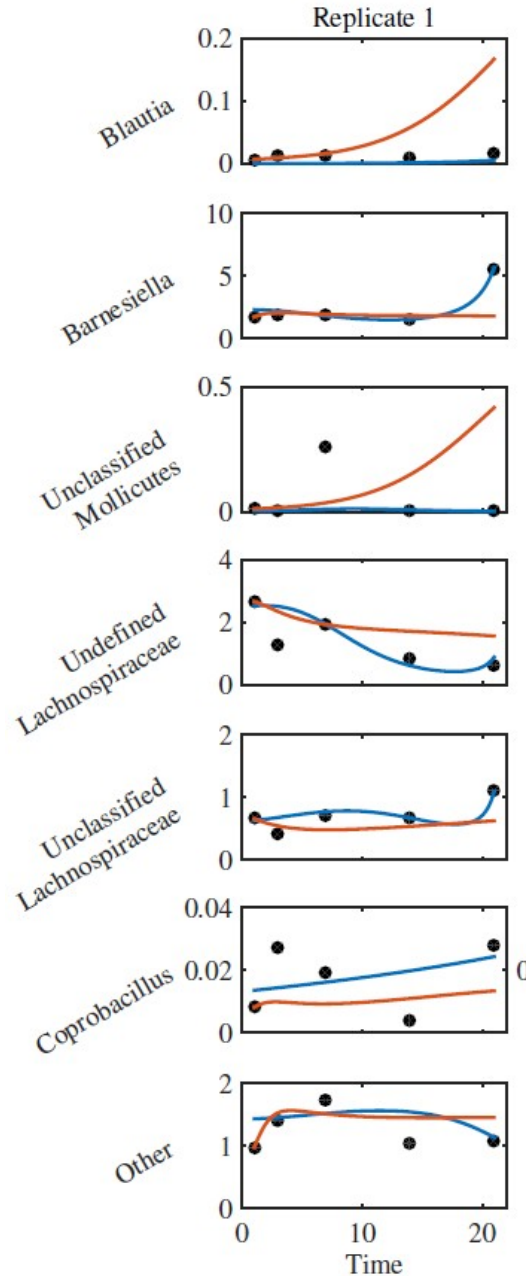 Replicate 1
0.2
0.1
0
Blautia
10
5
0
Barnesiella
0.5
0
Unclassified
Mollicutes
4
2
0
Undefined
Lachnospiraceae
2
1
0
Unclassified
Lachnospiraceae
0.04
0.02
0
0
Coprobacillus
2
1
0
Other
0 10 20
Time